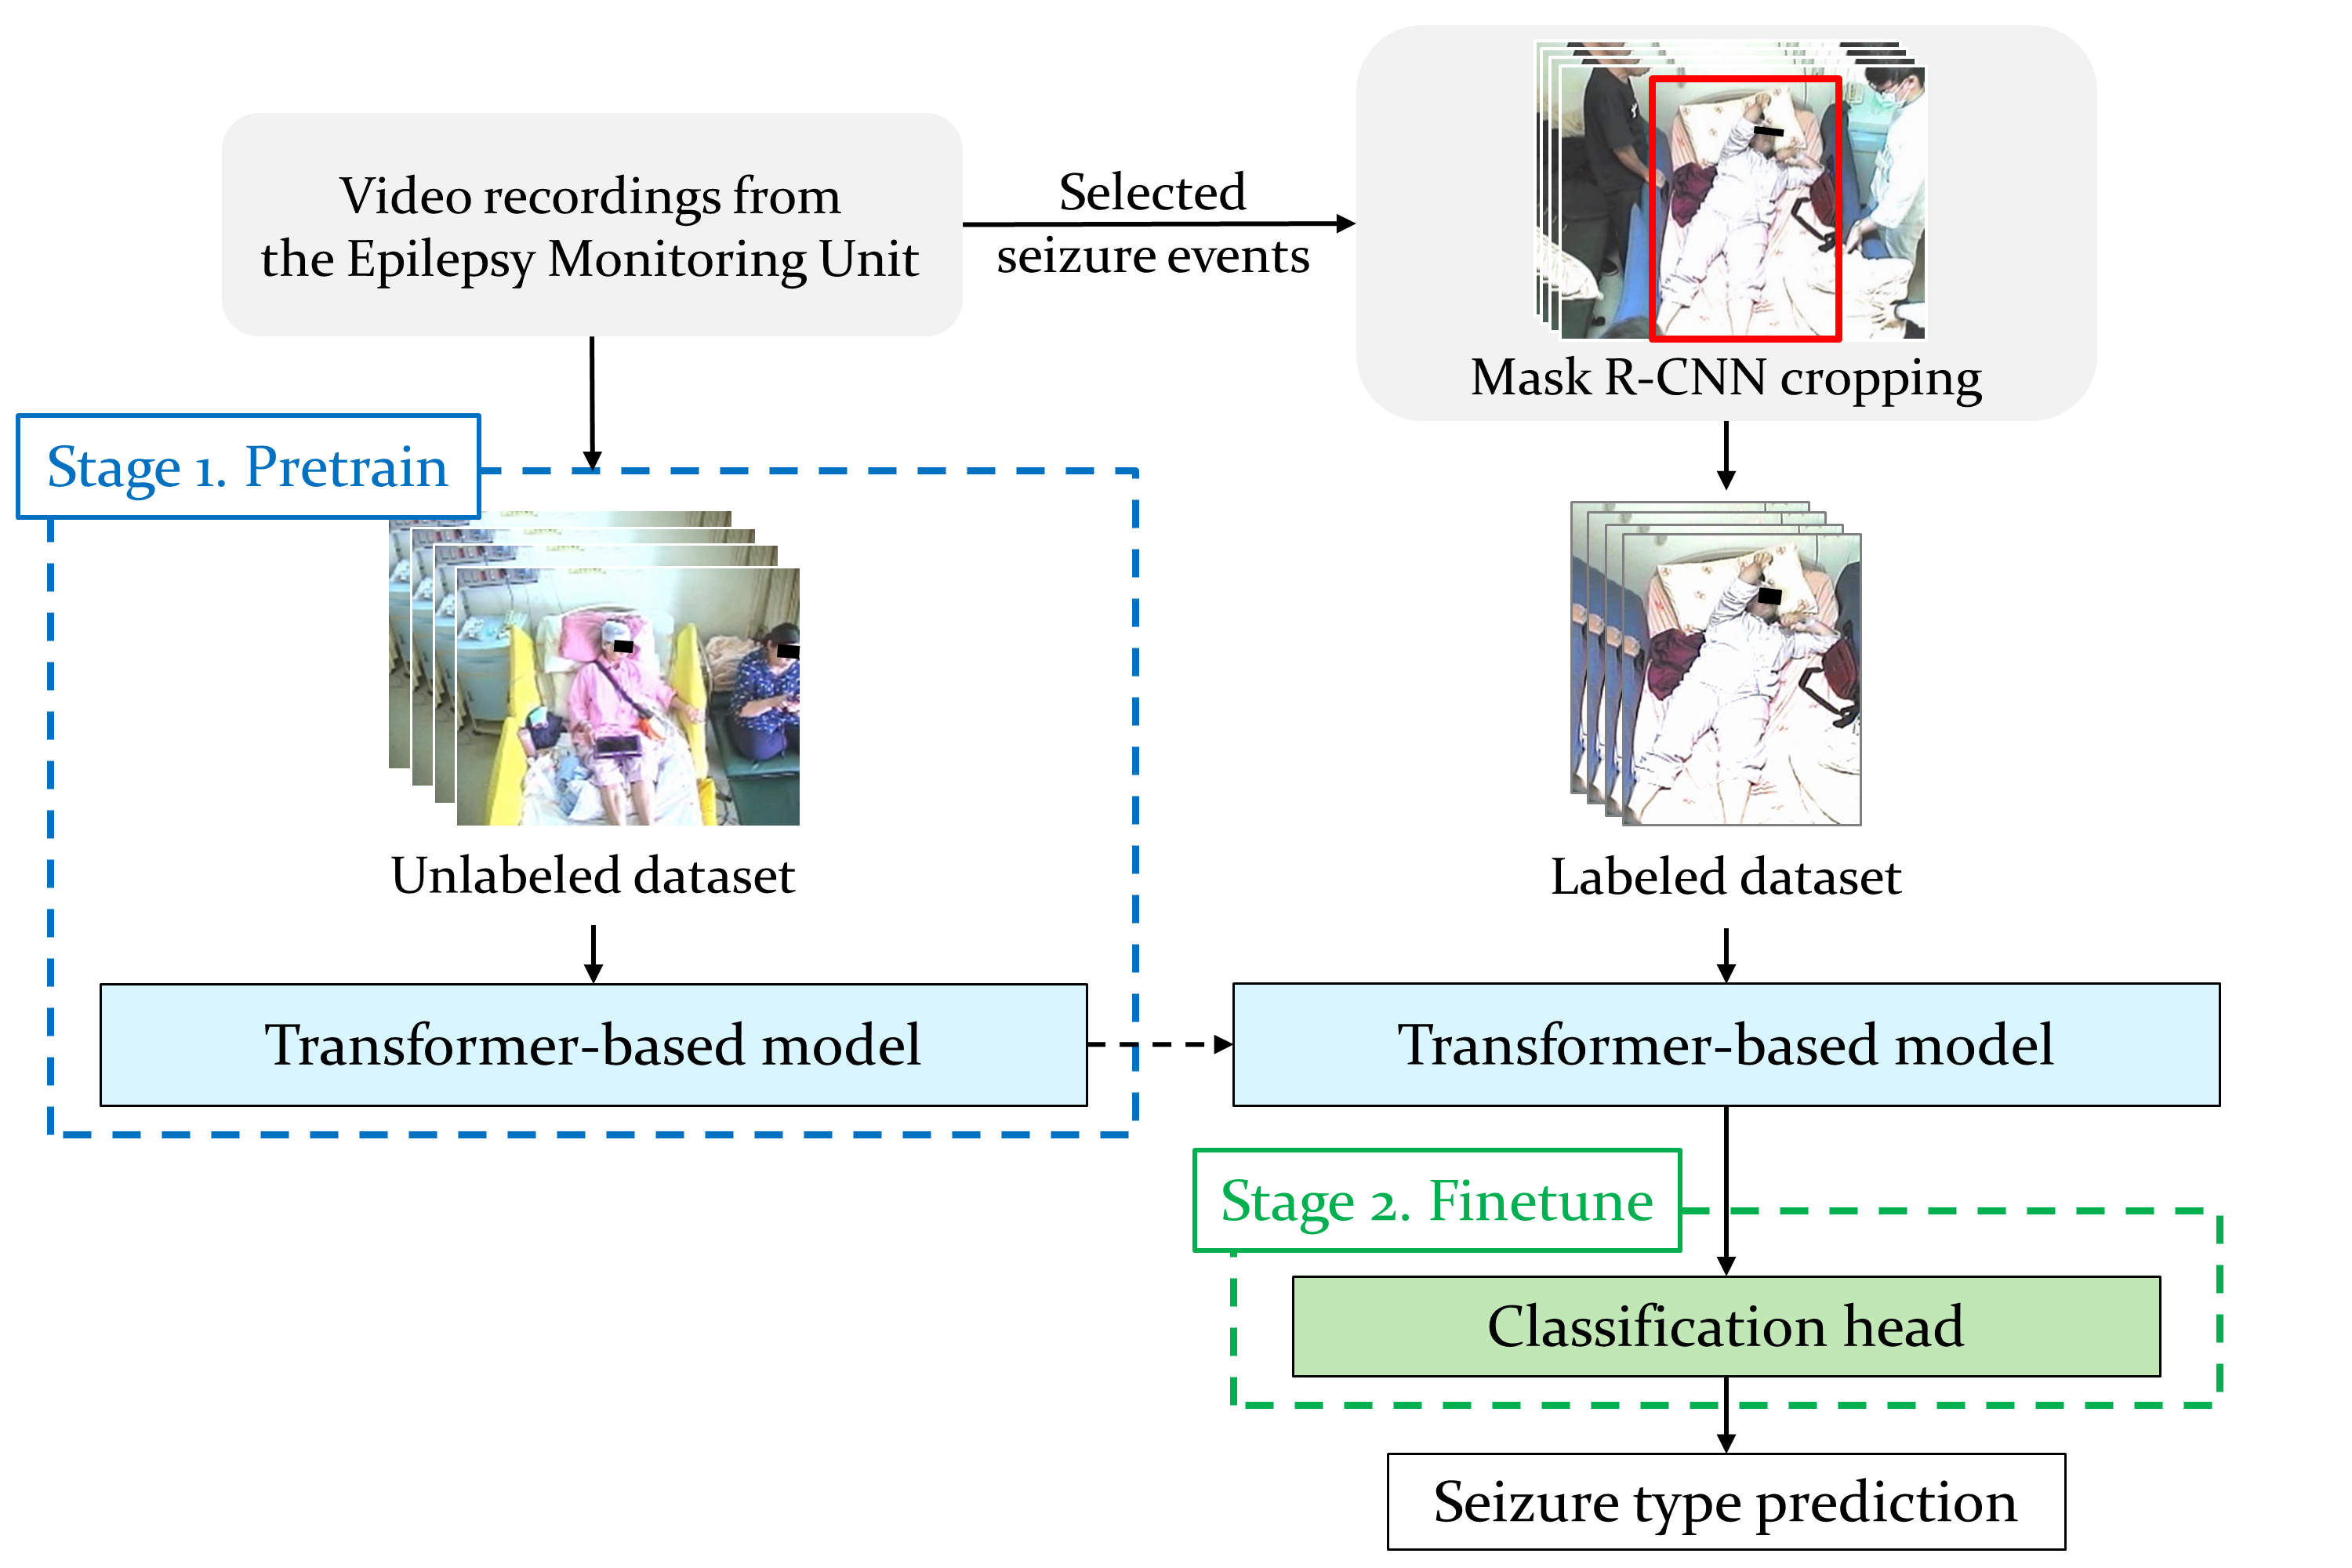 Video recordings from
the Epilepsy Monitoring Unit
Selected
seizure events
Mask R-CNN cropping
Stage 1. Pretrain
Unlabeled dataset
Labeled dataset
Transformer-based model
Transformer-based model
Stage 2. Finetune
Classification head
Seizure type prediction